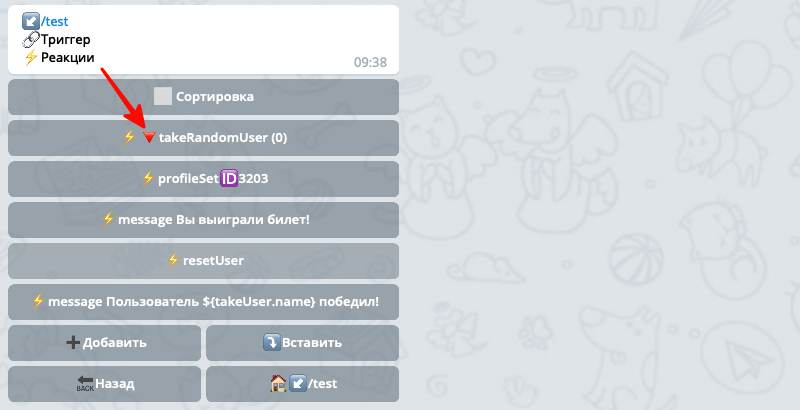 ↙️/test
🔗Триггер
⚡Реакции
09:38
⬜ Сортировка
⚡ 🔻takeRandomUser (0)
⚡ profileSet🆔3203
⚡message Вы выиграли билет!
⚡ resetUser
⚡message Пользователь ${takeUser.name} победил!
➕Добавить
⤵️Вставить
🔙Назад
🏠↙️/test